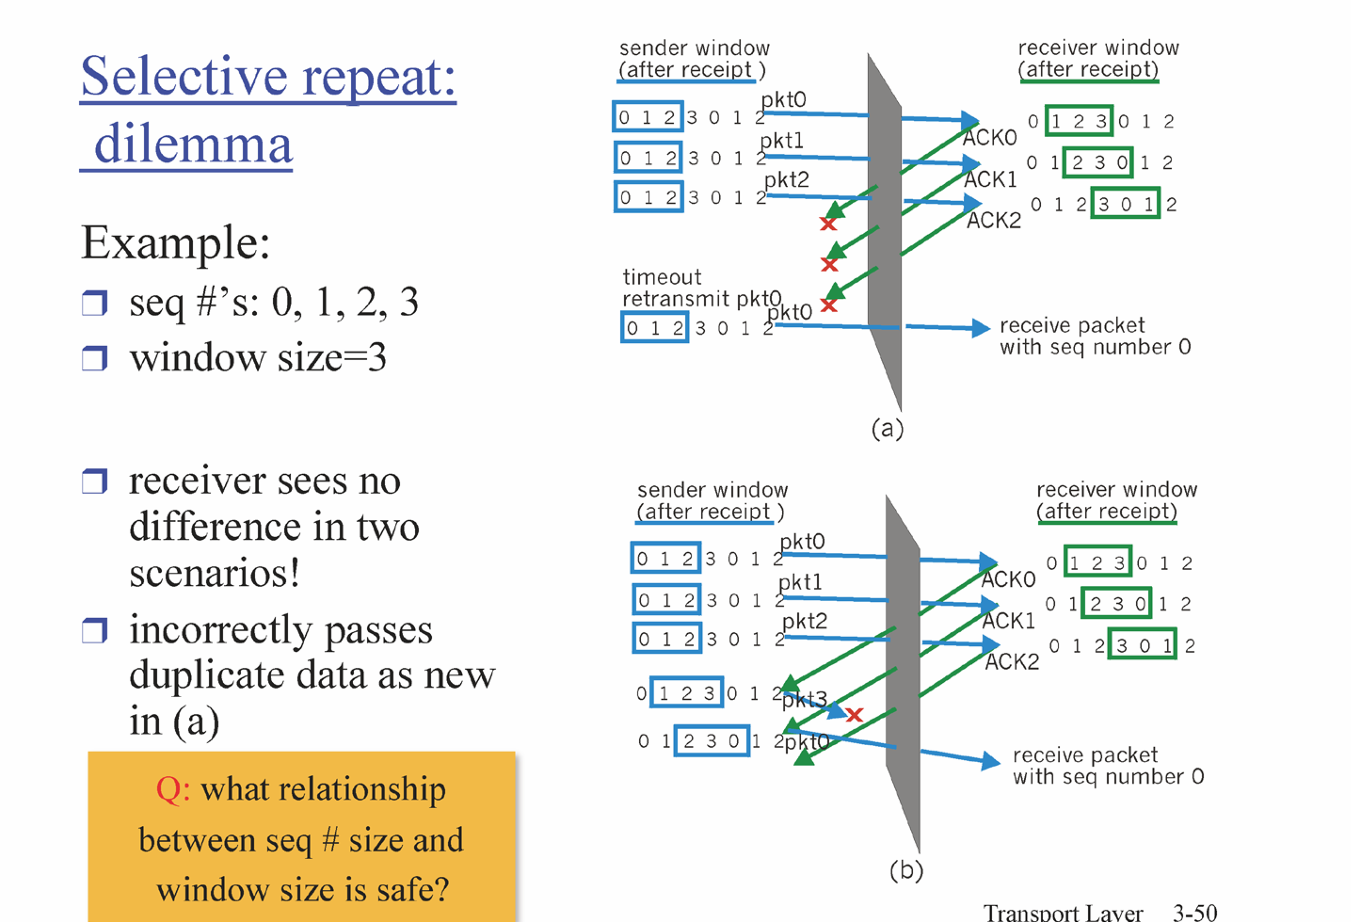 Selective repeat:
dilemma
Example:
seq #’s: 0, 1, 2, 3
window size=3
receiver sees no
difference in two
scenarios!
incorrectly passes
duplicate data as new
in (a)
Q: what relationship
between seq # size and
window size is safe?
sender window
(after receipt )
receiver window
(after receipt)
0 1 2 3 0 1 2 pkt0
ACK0 0 1 2 3 0 1 2
0 1 2 3 0 1 2 pkt1
ACK1 0 1 2 3 0 1 2
0 1 2 3 0 1 2 pkt2
ACK2 0 1 2 3 0 1 2
timeout
retransmit pkt0
0 1 2 3 0 1 2 pkt0
receive packet
with seq number 0
(a)
sender window
(after receipt )
receiver window
(after receipt)
0 1 2 3 0 1 2 pkt0
ACK0 0 1 2 3 0 1 2
0 1 2 3 0 1 2 pkt1
ACK1 0 1 2 3 0 1 2
0 1 2 3 0 1 2 pkt2
ACK2 0 1 2 3 0 1 2
0 1 2 3 0 1 2 pkt3
0 1 2 3 0 1 2 pkt0
receive packet
with seq number 0
(b)
Transport Layer 3-50